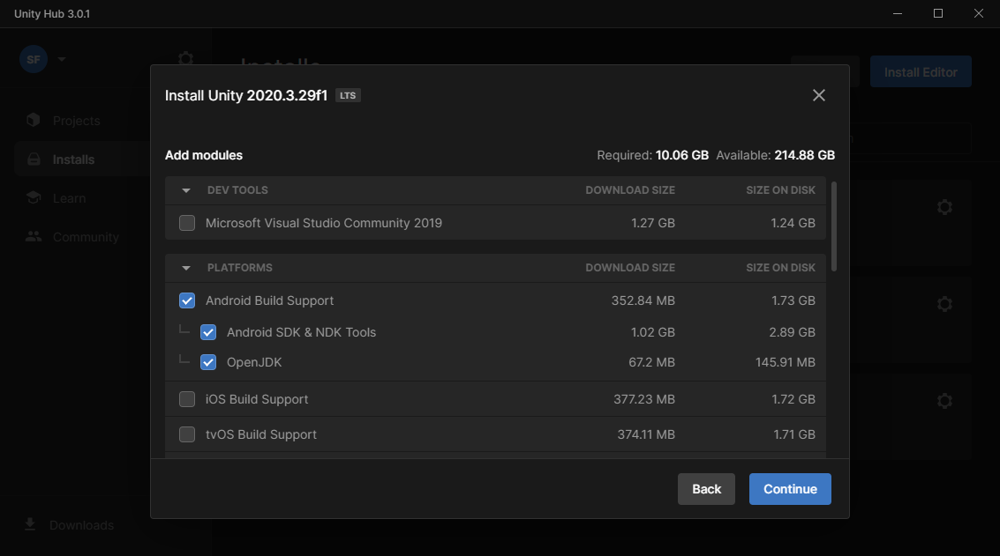 Unity Hub 3.0.1
SF
Installs
Install Editor
Projects
Installs
Learn
Community
Downloads
Install Unity 2020.3.29f1 LTS
Add modules Required: 10.06 GB Available: 214.88 GB
DEV TOOLS DOWNLOAD SIZE SIZE ON DISK
Microsoft Visual Studio Community 2019 1.27 GB 1.24 GB
PLATFORMS DOWNLOAD SIZE SIZE ON DISK
Android Build Support 352.84 MB 1.73 GB
Android SDK & NDK Tools 1.02 GB 2.89 GB
OpenJDK 67.2 MB 145.91 MB
iOS Build Support 377.23 MB 1.72 GB
tvOS Build Support 374.11 MB 1.71 GB
Back Continue